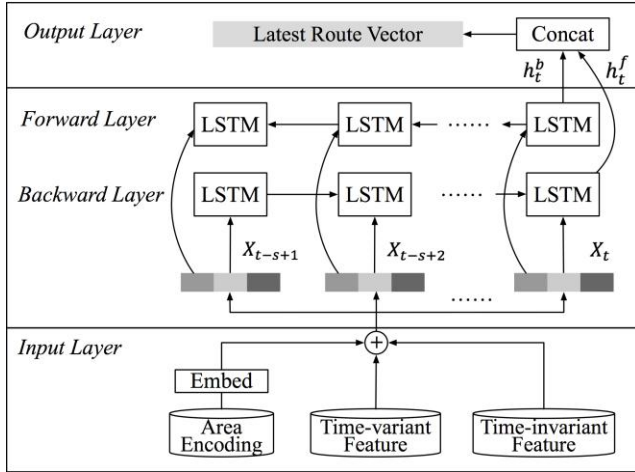 Output Layer
Latest Route Vector
Concat
h_t^b
h_t^f
Forward Layer
LSTM
LSTM
......
LSTM
Backward Layer
LSTM
LSTM
......
LSTM
X_{t-s+1}
X_{t-s+2}
X_t
......
Input Layer
+
Embed
Area
Encoding
Time-variant
Feature
Time-invariant
Feature